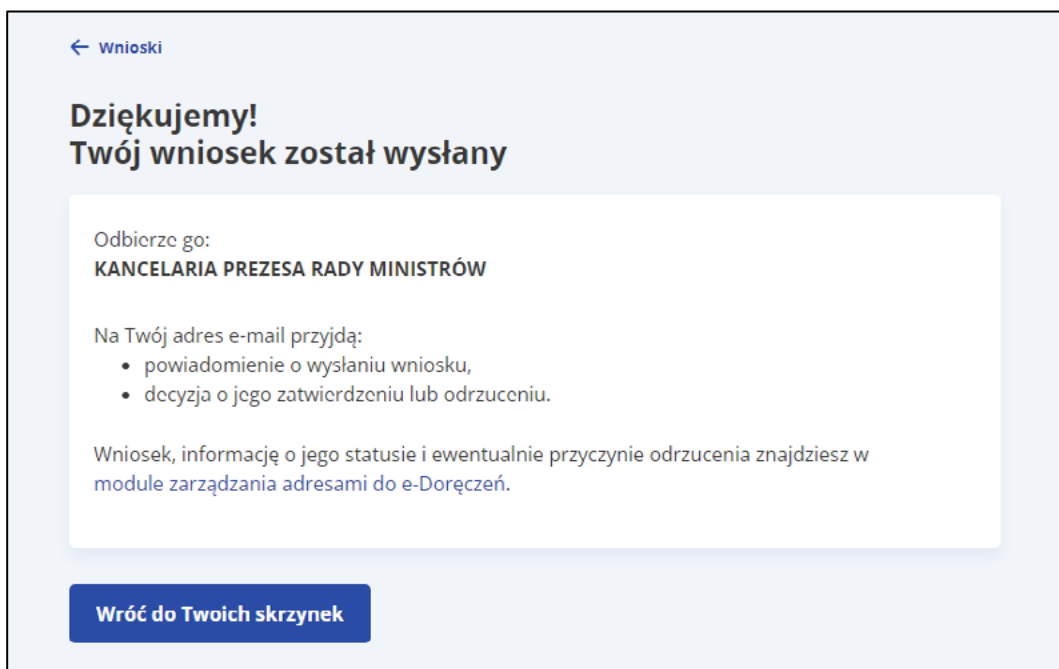 ← Wnioski
Dziękujemy!
Twój wniosek został wysłany
Odbierze go:
KANCELARIA PREZESA RADY MINISTRÓW
Na Twój adres e-mail przyjdą:
• powiadomienie o wysłaniu wniosku,
• decyzja o jego zatwierdzeniu lub odrzuceniu.
Wniosek, informację o jego statusie i ewentualnie przyczynie odrzucenia znajdziesz w
module zarządzania adresami do e-Doręczeń.
Wróć do Twoich skrzynek